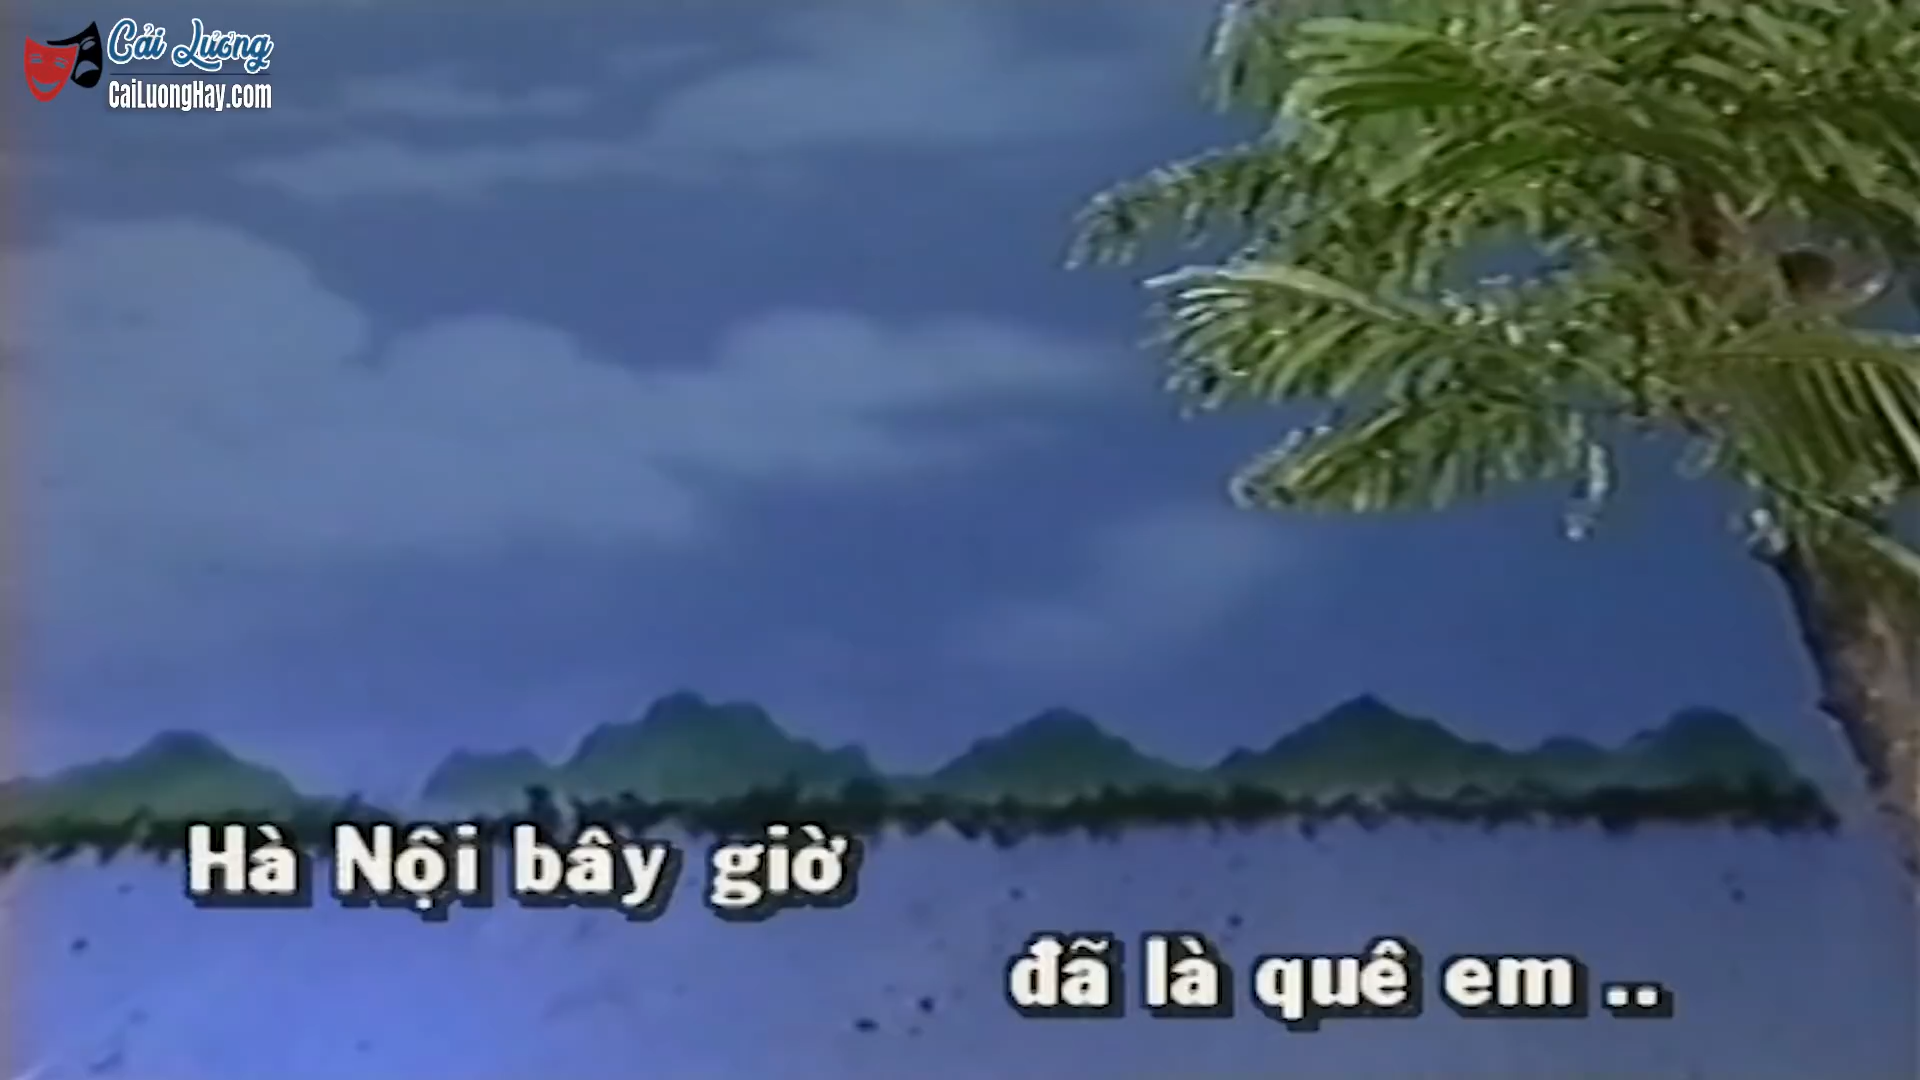 Cải Lương
CaiLuongHay.com
Hà Nội bây giờ
đã là quê em ..